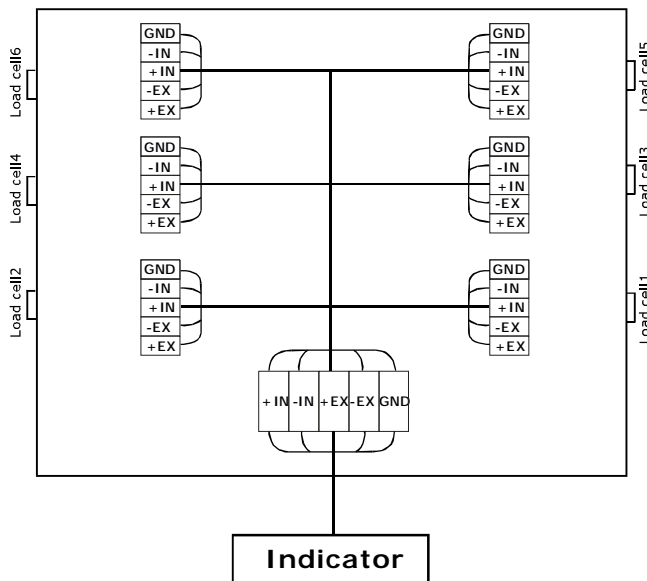 Load cell6
GND
-IN
+IN
-EX
+EX
GND
-IN
+IN
-EX
+EX
Load cell5
Load cell4
GND
-IN
+IN
-EX
+EX
GND
-IN
+IN
-EX
+EX
Load cell3
Load cell2
GND
-IN
+IN
-EX
+EX
GND
-IN
+IN
-EX
+EX
Load cell1
+IN -IN +EX -EX GND
Indicator